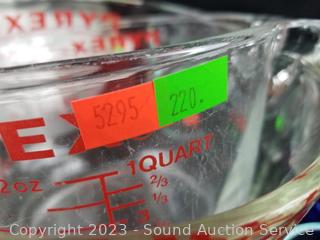 PYREX
PYREX
5295 220.
EX
1 QUART
2oz 2/3
1/3
Copyright 2023 - Sound Auction Service